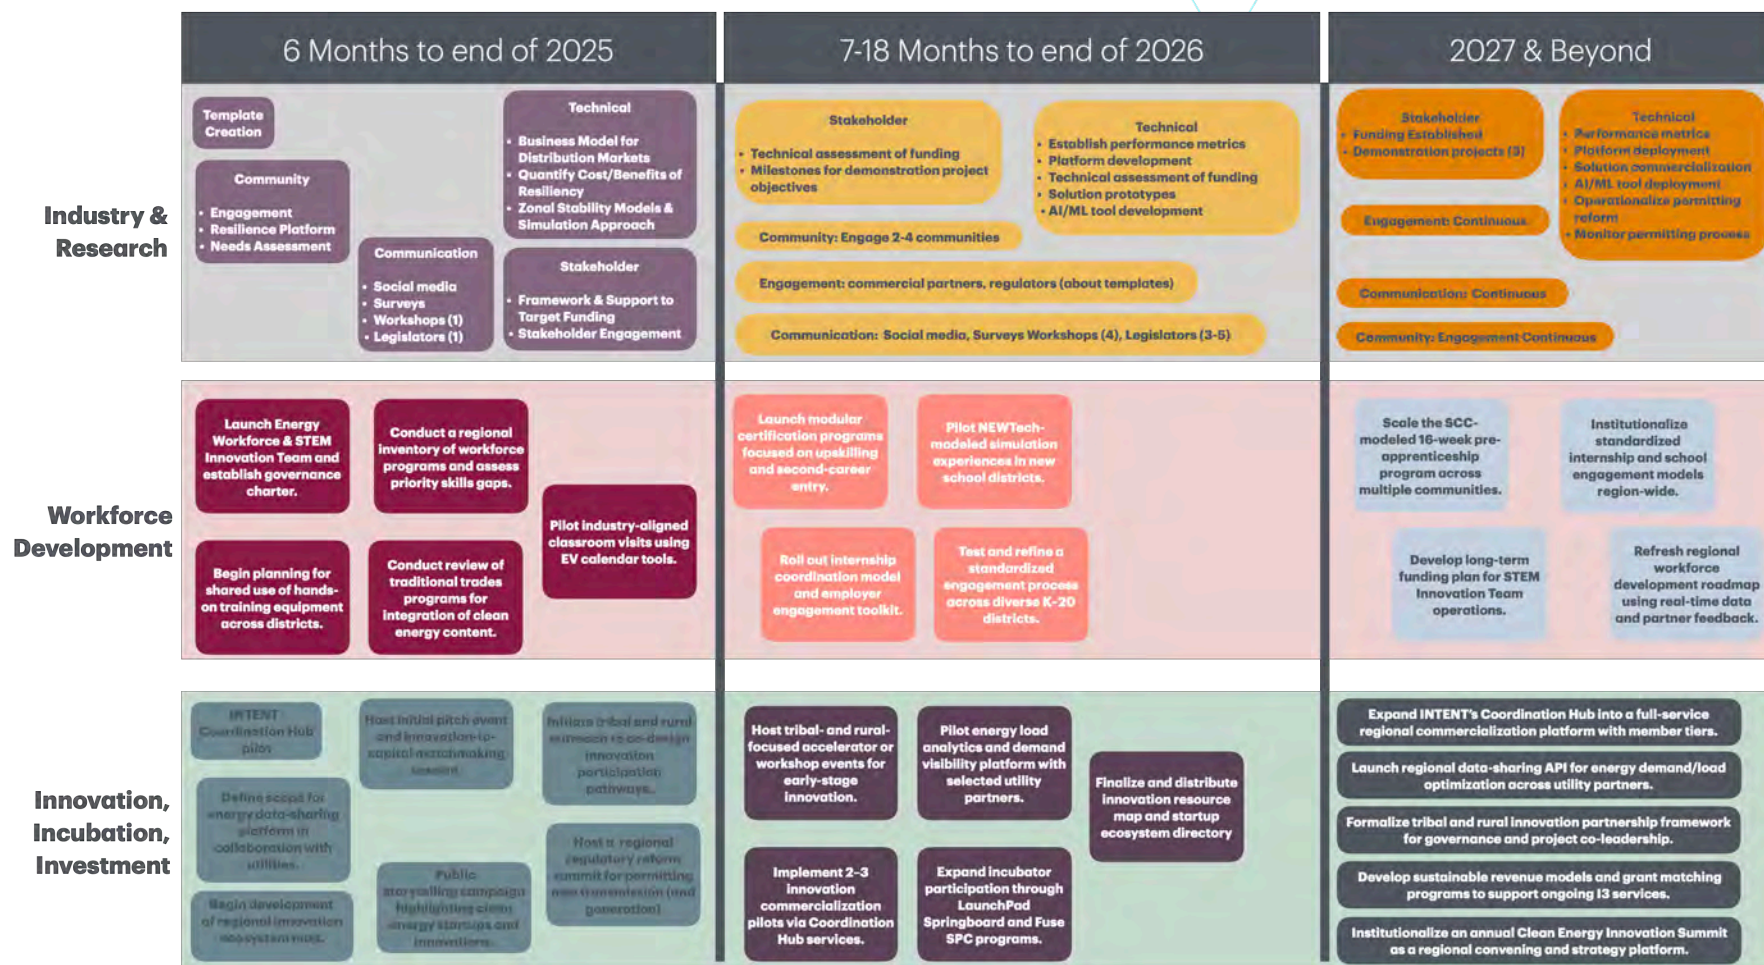 6 Months to end of 2025
7-18 Months to end of 2026
2027 & Beyond
Industry &
Research
Template
Creation
Community
• Engagement
• Resilience Platform
• Needs Assessment
Communication
• Social media
• Surveys
• Workshops (1)
• Legislators (1)
Technical
• Business Model for
Distribution Markets
• Quantify Cost/Benefits of
Resiliency
• Zonal Stability Models &
Simulation Approach
Stakeholder
• Framework & Support to
Target Funding
• Stakeholder Engagement
Stakeholder
• Technical assessment of funding
• Milestones for demonstration project
objectives
Technical
• Establish performance metrics
• Platform development
• Technical assessment of funding
• Solution prototypes
• AI/ML tool development
Community: Engage 2-4 communities
Engagement: commercial partners, regulators (about templates)
Communication: Social media, Surveys Workshops (4), Legislators (3-5)
Stakeholder
• Funding Established
• Demonstration projects (3)
Technical
• Performance metrics
• Platform deployment
• Solution commercialization
• AI/ML tool deployment
• Operationalize permitting
reform
• Monitor permitting process
Engagement: Continuous
Communication: Continuous
Community: Engagement Continuous
Workforce
Development
Launch Energy
Workforce & STEM
Innovation Team and
establish governance
charter.
Conduct a regional
inventory of workforce
programs and assess
priority skills gaps.
Pilot industry-aligned
classroom visits using
EV calendar tools.
Begin planning for
shared use of hands-
on training equipment
across districts.
Conduct review of
traditional trades
programs for
integration of clean
energy content.
Launch modular
certification programs
focused on upskilling
and second-career
entry.
Pilot NEWTech-
modeled simulation
experiences in new
school districts.
Roll out internship
coordination model
and employer
engagement toolkit.
Test and refine a
standardized
engagement process
across diverse K-20
districts.
Scale the SCC-
modeled 16-week pre-
apprenticeship
program across
multiple communities.
Institutionalize
standardized
internship and school
engagement models
region-wide.
Develop long-term
funding plan for STEM
Innovation Team
operations.
Refresh regional
workforce
development roadmap
using real-time data
and partner feedback.
Innovation,
Incubation,
Investment
INTENT
Coordination Hub
pilot
Host initial pitch event
and innovation-to-
capital matchmaking
session.
Initiate tribal and rural
outreach to co-design
innovation
participation
pathways.
Define scope for
energy data-sharing
platform in
collaboration with
utilities.
Host a regional
regulatory reform
summit for permitting
new transmission (and
generation)
Public
storytelling campaign
highlighting clean
energy startups and
innovations.
Begin development
of regional innovation
ecosystem map.
Host tribal- and rural-
focused accelerator or
workshop events for
early-stage
innovation.
Pilot energy load
analytics and demand
visibility platform with
selected utility
partners.
Finalize and distribute
innovation resource
map and startup
ecosystem directory
Implement 2-3
innovation
commercialization
pilots via Coordination
Hub services.
Expand incubator
participation through
LaunchPad
Springboard and Fuse
SPC programs.
Expand INTENT's Coordination Hub into a full-service
regional commercialization platform with member tiers.
Launch regional data-sharing API for energy demand/load
optimization across utility partners.
Formalize tribal and rural innovation partnership framework
for governance and project co-leadership.
Develop sustainable revenue models and grant matching
programs to support ongoing I3 services.
Institutionalize an annual Clean Energy Innovation Summit
as a regional convening and strategy platform.